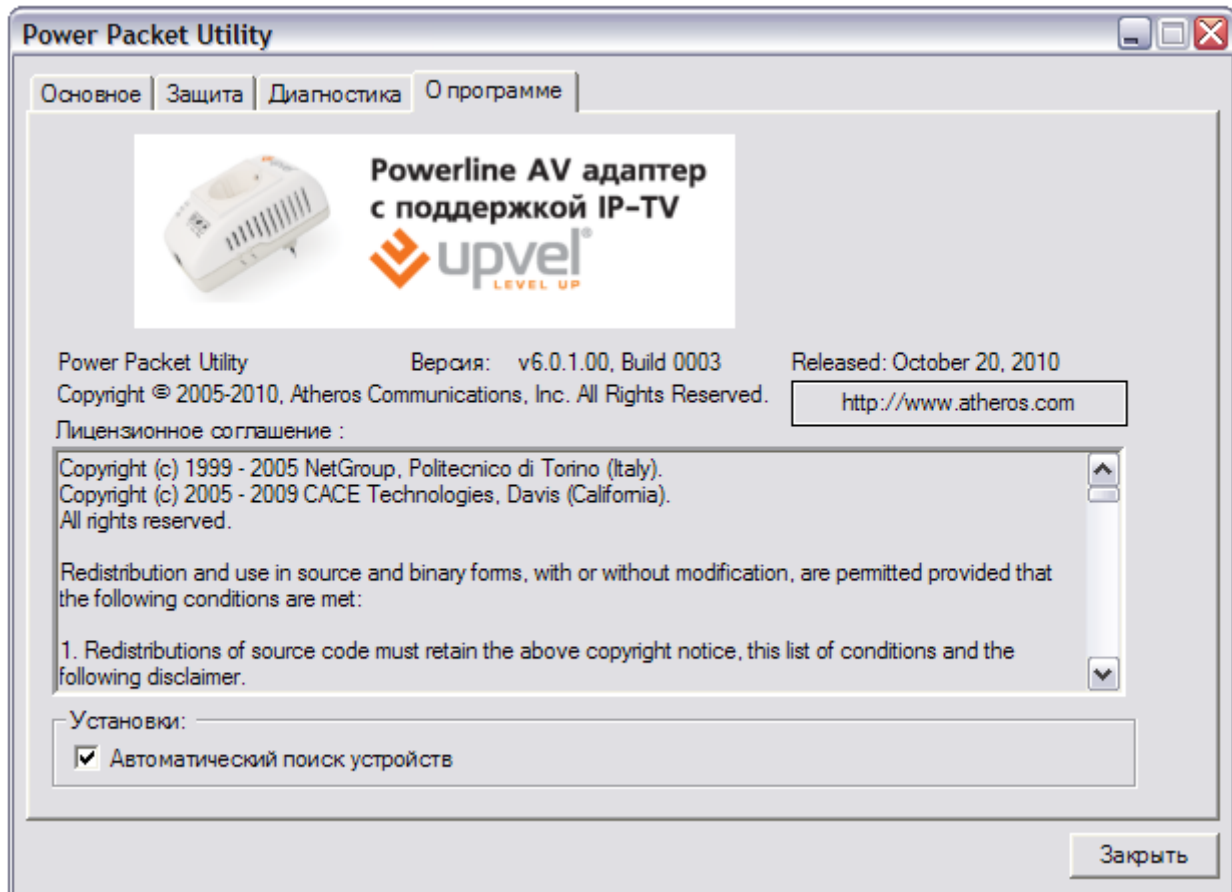 Power Packet Utility
Основное Защита Диагностика О программе
Powerline AV адаптер
с поддержкой IP-TV
upvel®
LEVEL UP
Power Packet Utility Версия: v6.0.1.00, Build 0003 Released: October 20, 2010
Copyright © 2005-2010, Atheros Communications, Inc. All Rights Reserved. http://www.atheros.com
Лицензионное соглашение :
Copyright (c) 1999 - 2005 NetGroup, Politecnico di Torino (Italy).
Copyright (c) 2005 - 2009 CACE Technologies, Davis (California).
All rights reserved.
Redistribution and use in source and binary forms, with or without modification, are permitted provided that
the following conditions are met:
1. Redistributions of source code must retain the above copyright notice, this list of conditions and the
following disclaimer.
Установки:
Автоматический поиск устройств
Закрыть